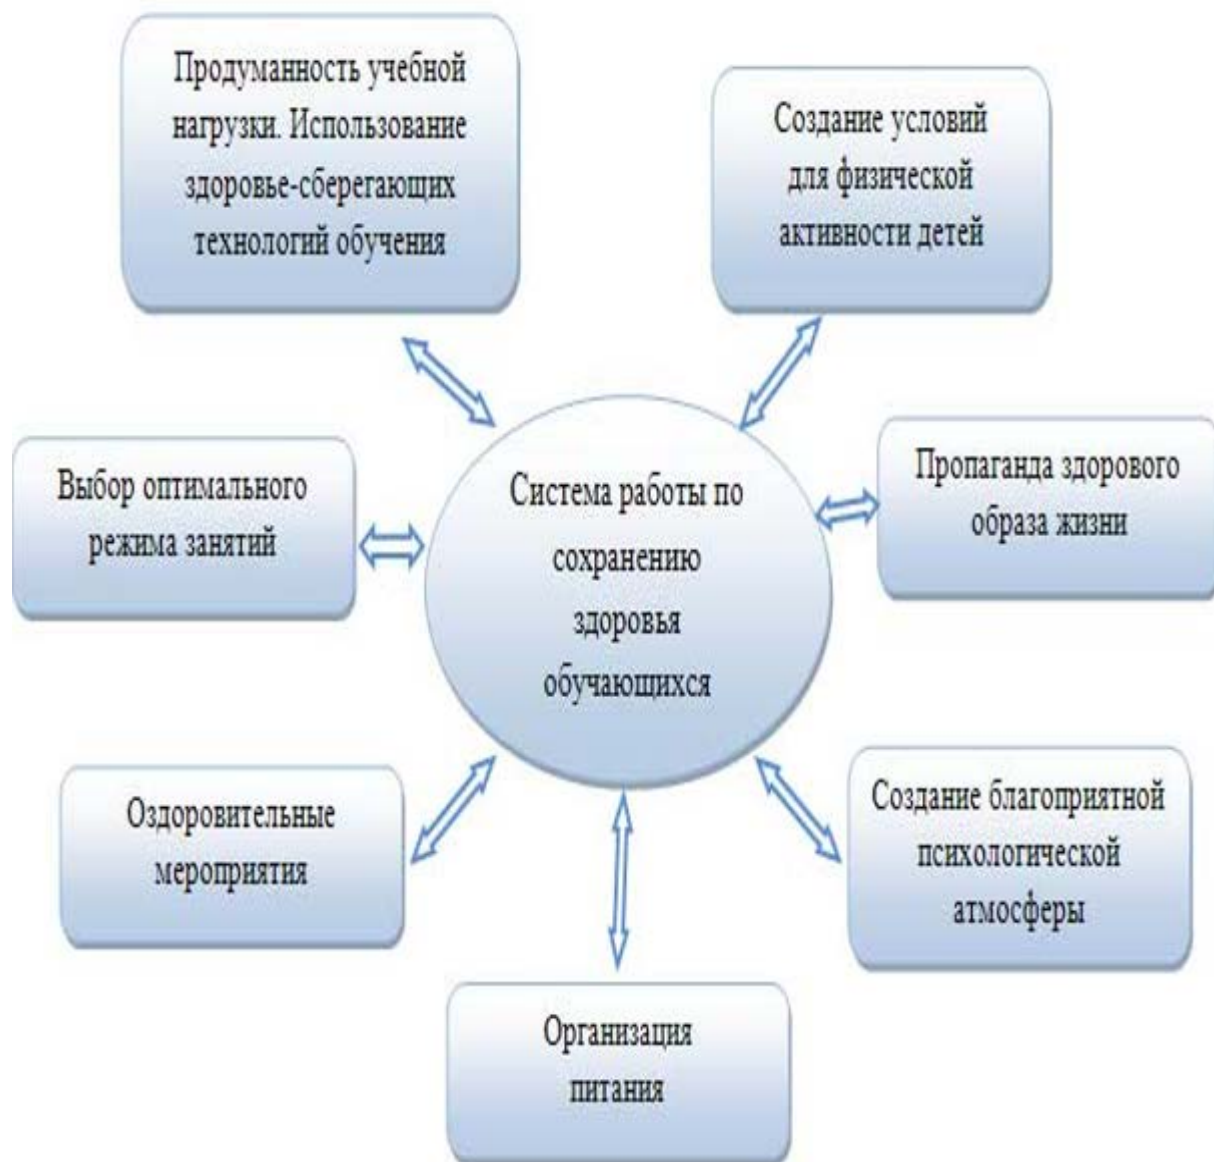 Продуманность учебной
нагрузки. Использование
здоровье-сберегающих
технологий обучения
Создание условий
для физической
активности детей
Выбор оптимального
режима занятий
Система работы по
сохранению
здоровья
обучающихся
Пропаганда здорового
образа жизни
Оздоровительные
мероприятия
Создание благоприятной
психологической
атмосферы
Организация
питания